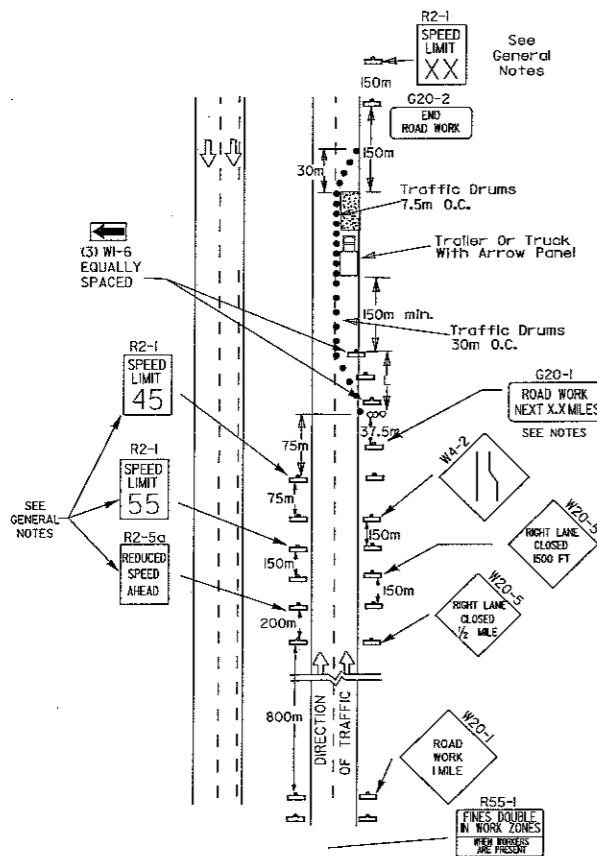 R2-1
SPEED
LIMIT
XX
See
General
Notes
150m
G20-2
END
ROAD WORK
30m
150m
Traffic Drums
7.5m O.C.
(3) WI-6
EQUALLY
SPACED
Trailer Or Truck
With Arrow Panel
150m min.
Traffic Drums
30m O.C.
L
R2-1
SPEED
LIMIT
45
G20-1
ROAD WORK
NEXT X.X MILES
SEE NOTES
37.5m
75m
R2-1
SPEED
LIMIT
55
75m
W4-2
SEE
GENERAL
NOTES
150m
150m
W20-5
RIGHT LANE
CLOSED
1500 FT
R2-5a
REDUCED
SPEED
AHEAD
150m
200m
W20-5
RIGHT LANE
CLOSED
1/2 MILE
800m
DIRECTION
OF TRAFFIC
W20-1
ROAD
WORK
1 MILE
R55-1
FINES DOUBLE
IN WORK ZONES
WHEN WORKERS
ARE PRESENT